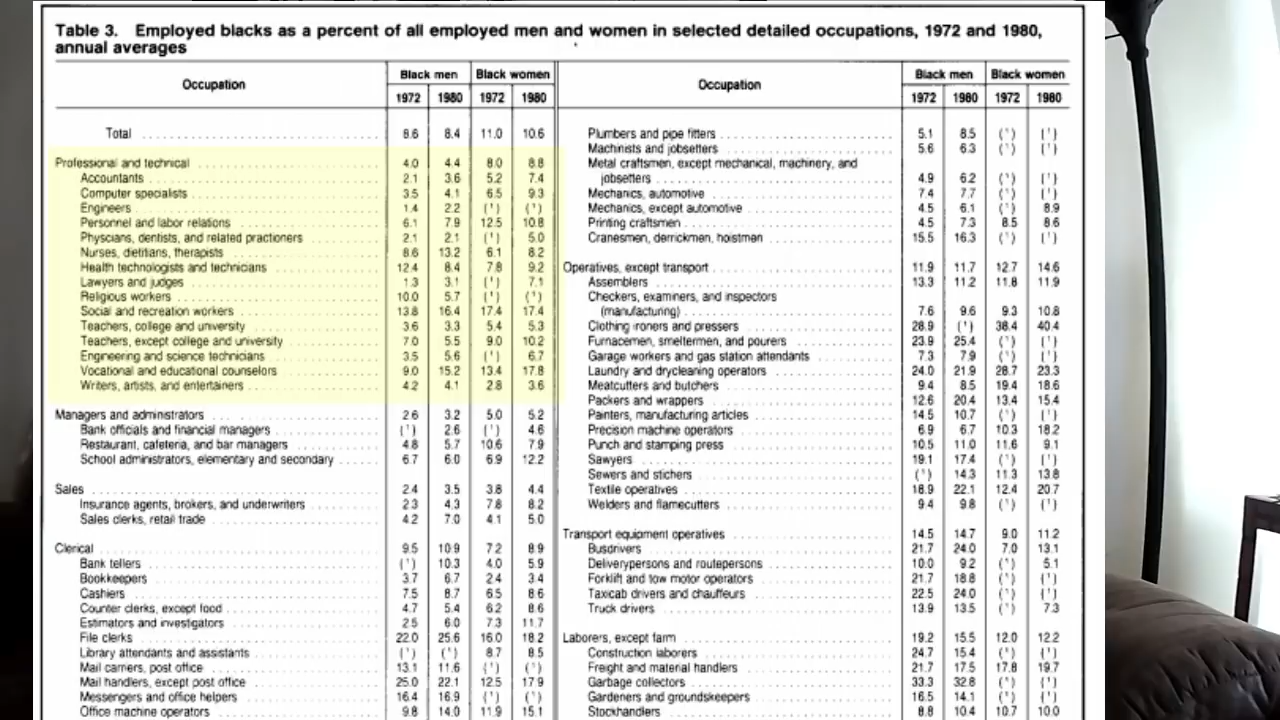 Table 3. Employed blacks as a percent of all employed men and women in selected detailed occupations, 1972 and 1980,
annual averages
Occupation Black men Black women
1972 1980 1972 1980
Total 8.6 8.4 11.0 10.6
Professional and technical 4.0 4.4 8.0 8.8
Accountants 2.1 3.6 5.2 7.4
Computer specialists 3.5 4.1 6.5 9.3
Engineers 1.4 2.2 (¹) (¹)
Personnel and labor relations 6.1 7.9 12.5 10.8
Physcians, dentists, and related practioners 2.1 2.1 (¹) 5.0
Nurses, dietitians, therapists 8.6 13.2 6.1 8.2
Health technologists and technicians 12.4 8.4 7.8 9.2
Lawyers and judges 1.3 3.1 (¹) 7.1
Religious workers 10.0 5.7 (¹) (¹)
Social and recreation workers 13.8 16.4 17.4 17.4
Teachers, college and university 3.6 3.3 5.4 5.3
Teachers, except college and university 7.0 5.5 9.0 10.2
Engineering and science technicians 3.5 5.6 (¹) 6.7
Vocational and educational counselors 9.0 15.2 13.4 17.8
Writers, artists, and entertainers 4.2 4.1 2.8 3.6
Managers and administrators 2.6 3.2 5.0 5.2
Bank officials and financial managers (¹) 2.6 (¹) 4.6
Restaurant, cafeteria, and bar managers 4.8 5.7 10.6 7.9
School administrators, elementary and secondary 6.7 6.0 6.9 12.2
Sales 2.4 3.5 3.8 4.4
Insurance agents, brokers, and underwriters 2.3 4.3 7.8 8.2
Sales clerks, retail trade 4.2 7.0 4.1 5.0
Clerical 9.5 10.9 7.2 8.9
Bank tellers (¹) 10.3 4.0 5.9
Bookkeepers 3.7 6.7 2.4 3.4
Cashiers 7.5 8.7 6.5 8.6
Counter clerks, except food 4.7 5.4 6.2 8.6
Estimators and investigators 2.5 6.0 7.3 11.7
File clerks 22.0 25.6 16.0 18.2
Library attendants and assistants (¹) (¹) 8.7 8.5
Mail carriers, post office 13.1 11.6 (¹) (¹)
Mail handlers, except post office 25.0 22.1 12.5 17.9
Messengers and office helpers 16.4 16.9 (¹) (¹)
Office machine operators 9.8 14.0 11.9 15.1
Occupation Black men Black women
1972 1980 1972 1980
Plumbers and pipe fitters 5.1 8.5 (¹) (¹)
Machinists and jobsetters 5.6 6.3 (¹) (¹)
Metal craftsmen, except mechanical, machinery, and
jobsetters 4.9 6.2 (¹) (¹)
Mechanics, automotive 7.4 7.7 (¹) (¹)
Mechanics, except automotive 4.5 6.1 (¹) 8.9
Printing craftsmen 4.5 7.3 8.5 8.6
Cranesmen, derrickmen, hoistmen 15.5 16.3 (¹) (¹)
Operatives, except transport 11.9 11.7 12.7 14.6
Assemblers 13.3 11.2 11.8 11.9
Checkers, examiners, and inspectors
(manufacturing) 7.6 9.6 9.3 10.8
Clothing ironers and pressers 28.9 (¹) 38.4 40.4
Furnacemen, smeltermen, and pourers 23.9 25.4 (¹) (¹)
Garage workers and gas station attendants 7.3 7.9 (¹) (¹)
Laundry and drycleaning operators 24.0 21.9 28.7 23.3
Meatcutters and butchers 9.4 8.5 19.4 18.6
Packers and wrappers 12.6 20.4 13.4 15.4
Painters, manufacturing articles 14.5 10.7 (¹) (¹)
Precision machine operators 6.9 6.7 10.3 18.2
Punch and stamping press 10.5 11.0 11.6 9.1
Sawyers 19.1 17.4 (¹) (¹)
Sewers and stichers (¹) 14.3 11.3 13.8
Textile operatives 18.9 22.1 12.4 20.7
Welders and flamecutters 9.4 9.8 (¹) (¹)
Transport equipment operatives 14.5 14.7 9.0 11.2
Busdrivers 21.7 24.0 7.0 13.1
Deliverypersons and routepersons 10.0 9.2 (¹) 5.1
Forklift and tow motor operators 21.7 18.8 (¹) (¹)
Taxicab drivers and chauffeurs 22.5 24.0 (¹) (¹)
Truck drivers 13.9 13.5 (¹) 7.3
Laborers, except farm 19.2 15.5 12.0 12.2
Construction laborers 24.7 15.4 (¹) (¹)
Freight and material handlers 21.7 17.5 17.8 19.7
Garbage collectors 33.3 32.8 (¹) (¹)
Gardeners and groundskeepers 16.5 14.1 (¹) (¹)
Stockhandlers 8.8 10.4 10.7 10.0